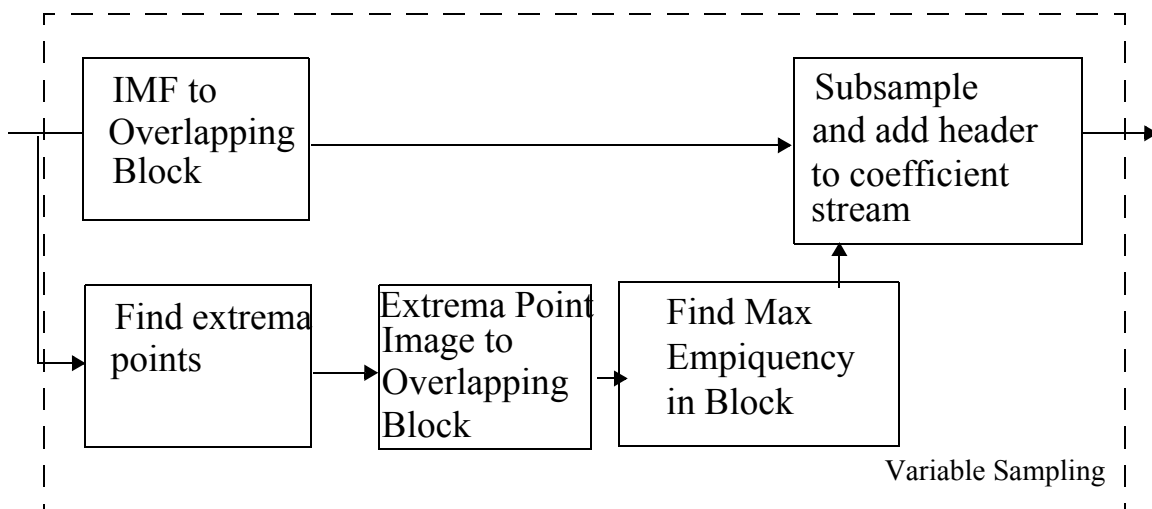 IMF to
Overlapping
Block
Subsample
and add header
to coefficient
stream
Find extrema
points
Extrema Point
Image to
Overlapping
Block
Find Max
Empiquency
in Block
Variable Sampling